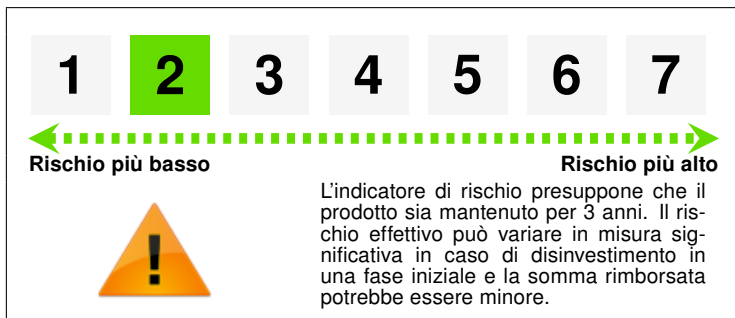 1 2 3 4 5 6 7
Rischio più basso Rischio più alto
L'indicatore di rischio presuppone che il
prodotto sia mantenuto per 3 anni. Il ris-
chio effettivo può variare in misura sig-
nificativa in caso di disinvestimento in
una fase iniziale e la somma rimborsata
potrebbe essere minore.
!